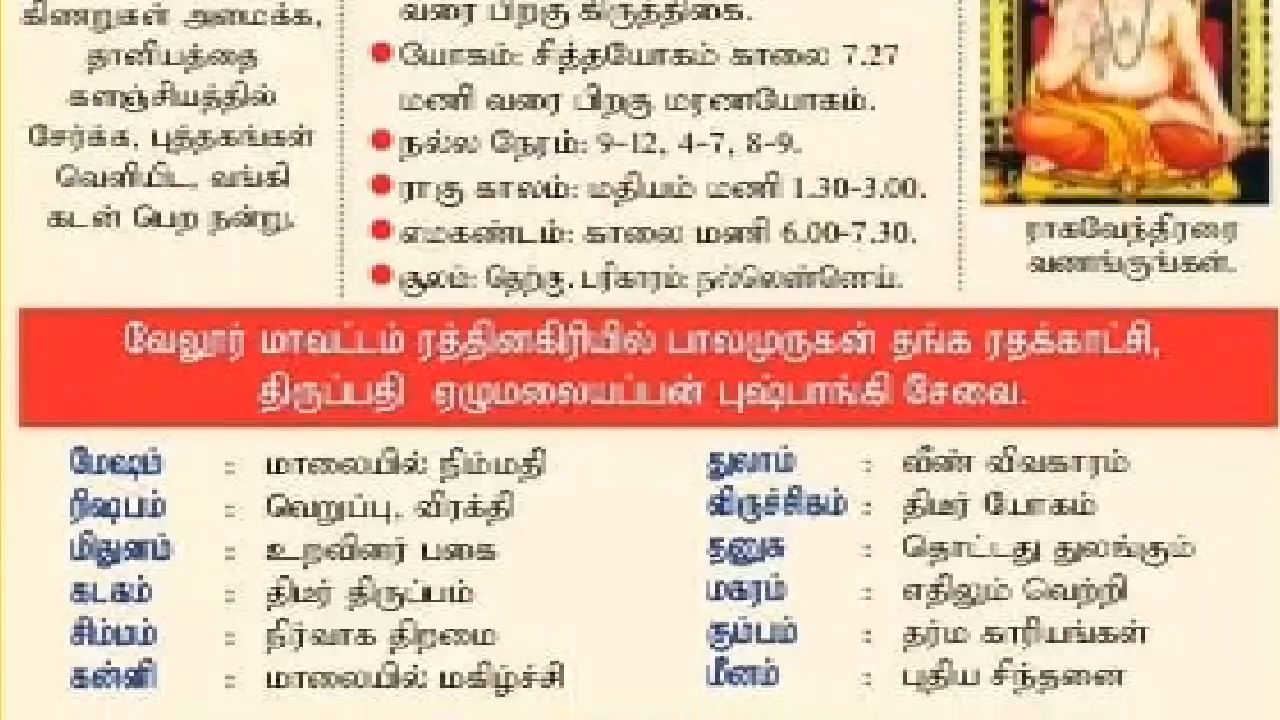 கிணறுகள் அமைக்க,
தானியத்தை
களஞ்சியத்தில்
சேர்க்க, புத்தகங்கள்
வெளியிட, வங்கி
கடன் பெற நன்று.
வரை பிறகு கிருத்திகை.
●யோகம்: சித்தயோகம் காலை 7.27
மணி வரை பிறகு மரணயோகம்.
●நல்ல நேரம்: 9-12, 4-7, 8-9.
●ராகு காலம்: மதியம் மணி 1.30-3.00.
●எமகண்டம்: காலை மணி 6.00-7.30.
●சூலம்: தெற்கு. பரிகாரம்: நல்லெண்ணெய்.
ராகவேந்திரரை
வணங்குங்கள்.
வேலூர் மாவட்டம் ரத்தினகிரியில் பாலமுருகன் தங்க ரதக்காட்சி,
திருப்பதி ஏழுமலையப்பன் புஷ்பாங்கி சேவை.
மேஷம் : மாலையில் நிம்மதி
ரிஷபம் : வெறுப்பு, விரக்தி
மிதுனம் : உறவினர் பகை
கடகம் : திடீர் திருப்பம்
சிம்மம் : நிர்வாக திறமை
கன்னி : மாலையில் மகிழ்ச்சி
துலாம் : வீண் விவகாரம்
விருச்சிகம் : திடீர் யோகம்
தனுசு : தொட்டது துலங்கும்
மகரம் : எதிலும் வெற்றி
கும்பம் : தர்ம காரியங்கள்
மீனம் : புதிய சிந்தனை